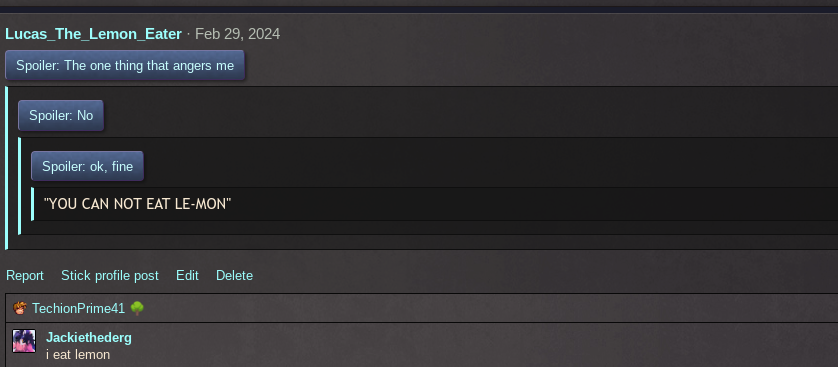 Lucas_The_Lemon_Eater · Feb 29, 2024
Spoiler: The one thing that angers me
Spoiler: No
Spoiler: ok, fine
"YOU CAN NOT EAT LE-MON"
Report Stick profile post Edit Delete
TechionPrime41
Jackiethederg
i eat lemon